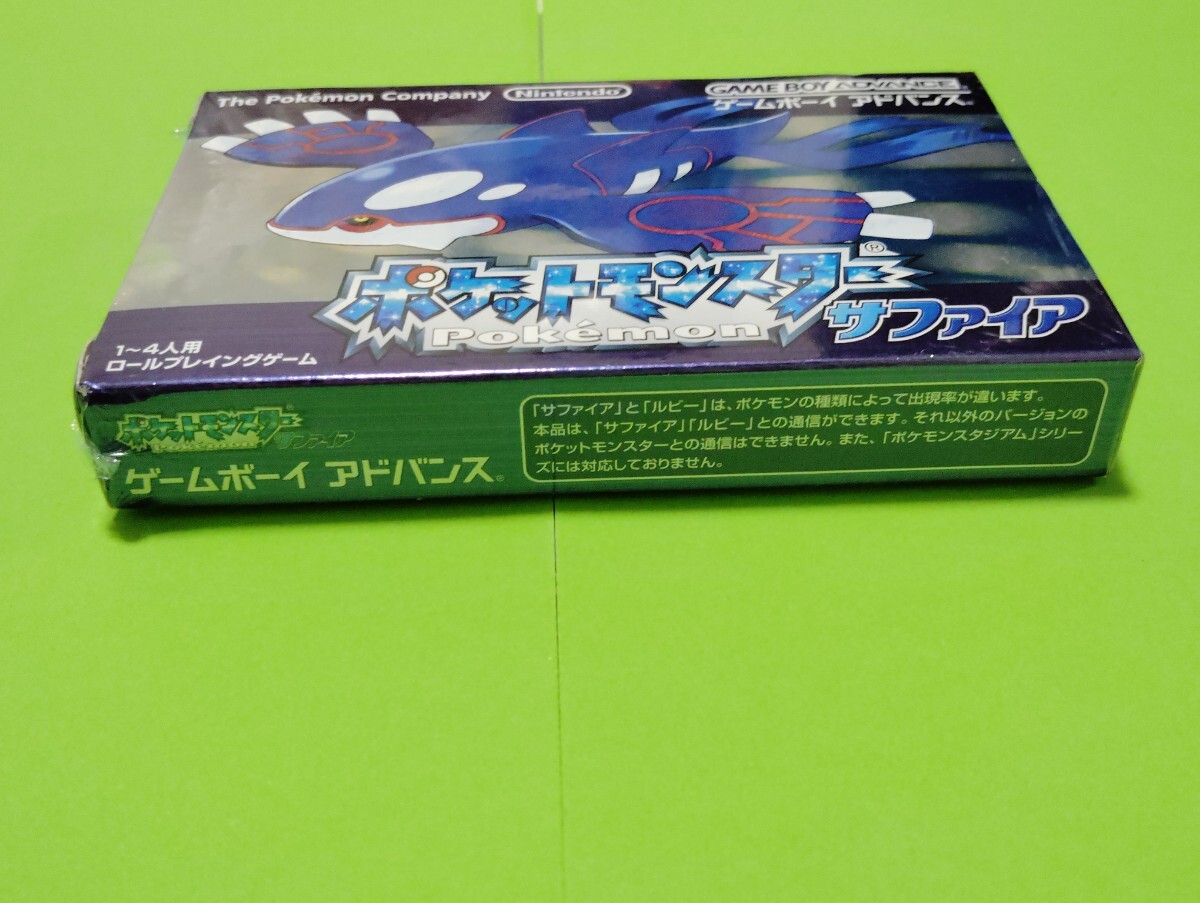 The Pokémon Company
Nintendo
GAME BOY ADVANCE
ゲームボーイ アドバンス™
ポケットモンスター®
Pokémon
サファイア
1～4人用
ロールプレイングゲーム
ポケットモンスター
サファイア
ゲームボーイ アドバンス®
「サファイア」と「ルビー」は、ポケモンの種類によって出現率が違います。
本品は、「サファイア」「ルビー」との通信ができます。それ以外のバージョンの
ポケットモンスターとの通信はできません。また、「ポケモンスタジアム」シリー
ズには対応しておりません。